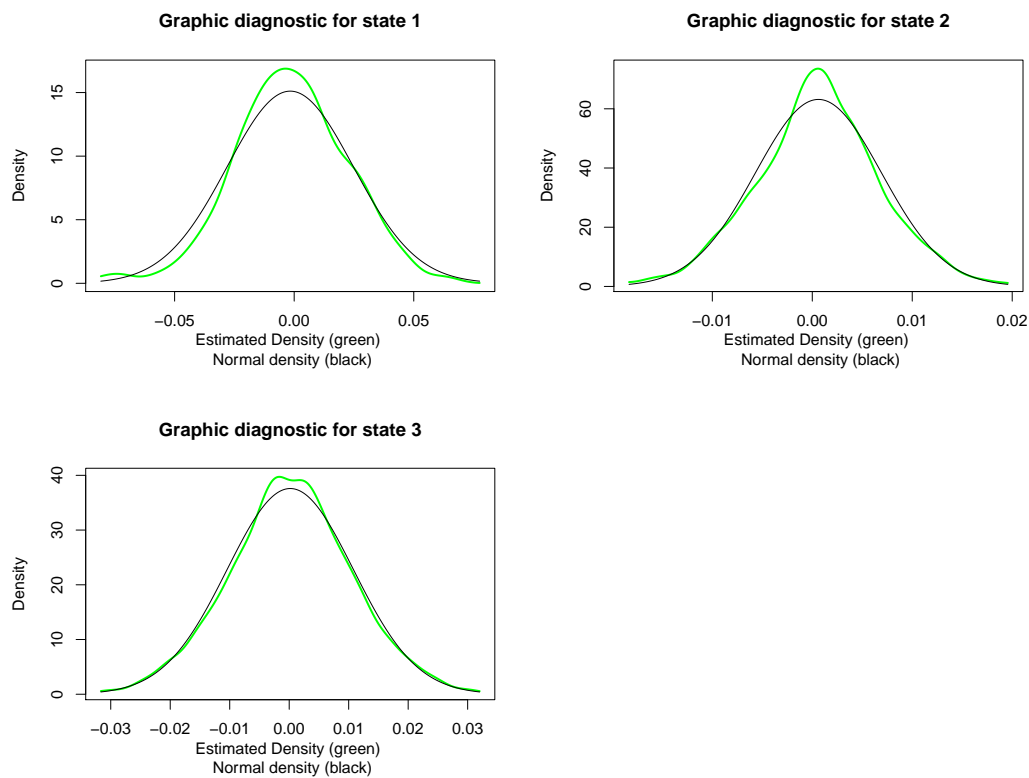 Graphic diagnostic for state 1
Density
0
5
10
15
−0.05
0.00
0.05
Estimated Density (green)
Normal density (black)
Graphic diagnostic for state 2
Density
0
20
40
60
−0.01
0.00
0.01
0.02
Estimated Density (green)
Normal density (black)
Graphic diagnostic for state 3
Density
0
10
20
30
40
−0.03
−0.02
−0.01
0.00
0.01
0.02
0.03
Estimated Density (green)
Normal density (black)